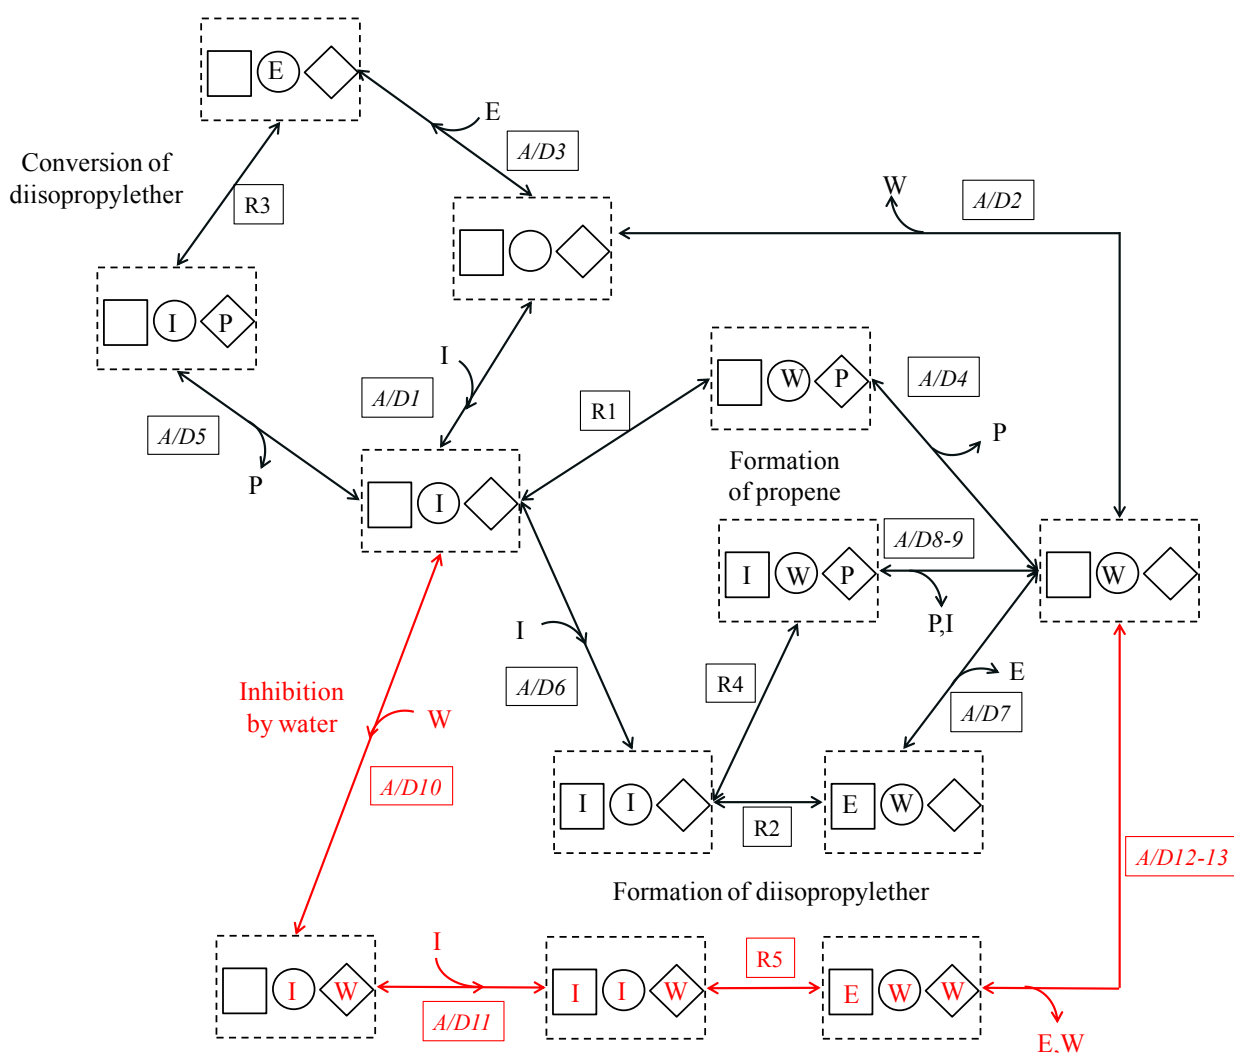 E
E
A/D3
Conversion of
diisopropylether
R3
W
A/D2
I P
I
A/D1
A/D5
P
R1
W P
A/D4
P
Formation
of propene
I
A/D8-9
I W P
P,I
W
I
A/D6
R4
E
A/D7
Inhibition
by water
W
A/D10
I I
R2
E W
A/D12-13
Formation of diisopropylether
I
R5
I W
A/D11
I I W
E W W
E,W